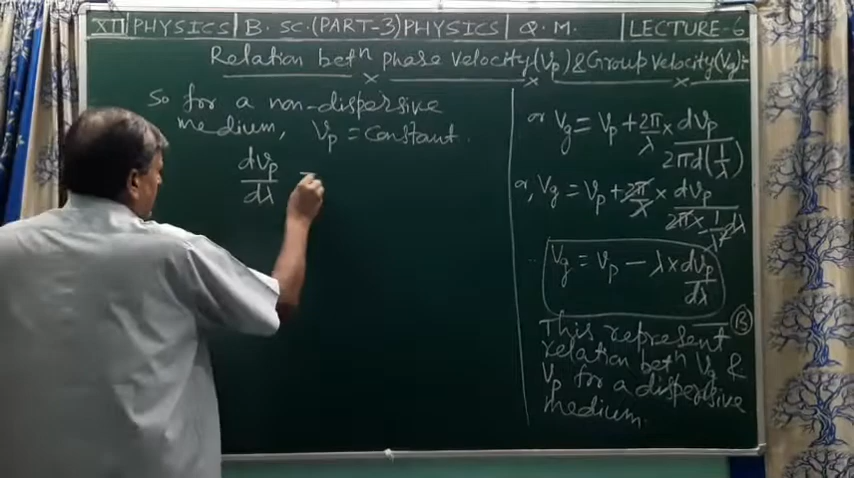 XII PHYSICS B. SC. (PART-3) PHYSICS Q. M. LECTURE-6
RELATION betⁿ PHASE VELOCITY (Vp) & GROUP VELOCITY (Vg):-
So for a non-dispersive
medium, Vp = constant.
dVp/dλ =
or Vg = Vp + 2π/λ × dVp/2πd(1/λ)
or, Vg = Vp + 2π/λ × dVp/2π×-1/λ² dλ
Vg = Vp - λ × dVp/dλ
B
This represent
relation betⁿ Vg &
Vp for a dispersive
medium.